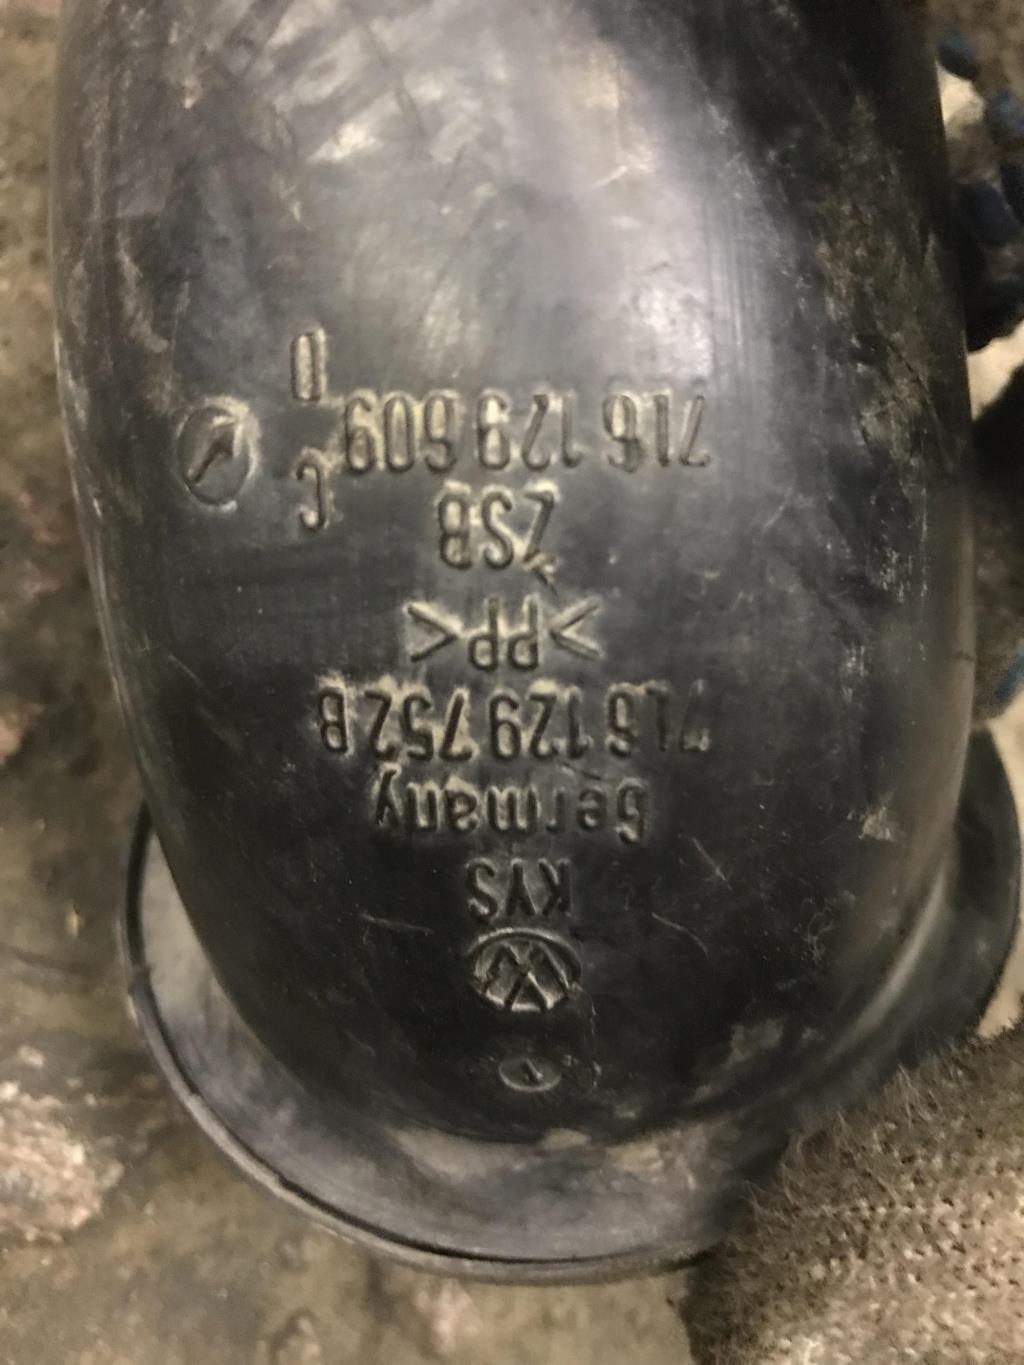 KYS
Germany
7L6 129 752 B
>PP<
ZSB
7L6 129 609 C
D